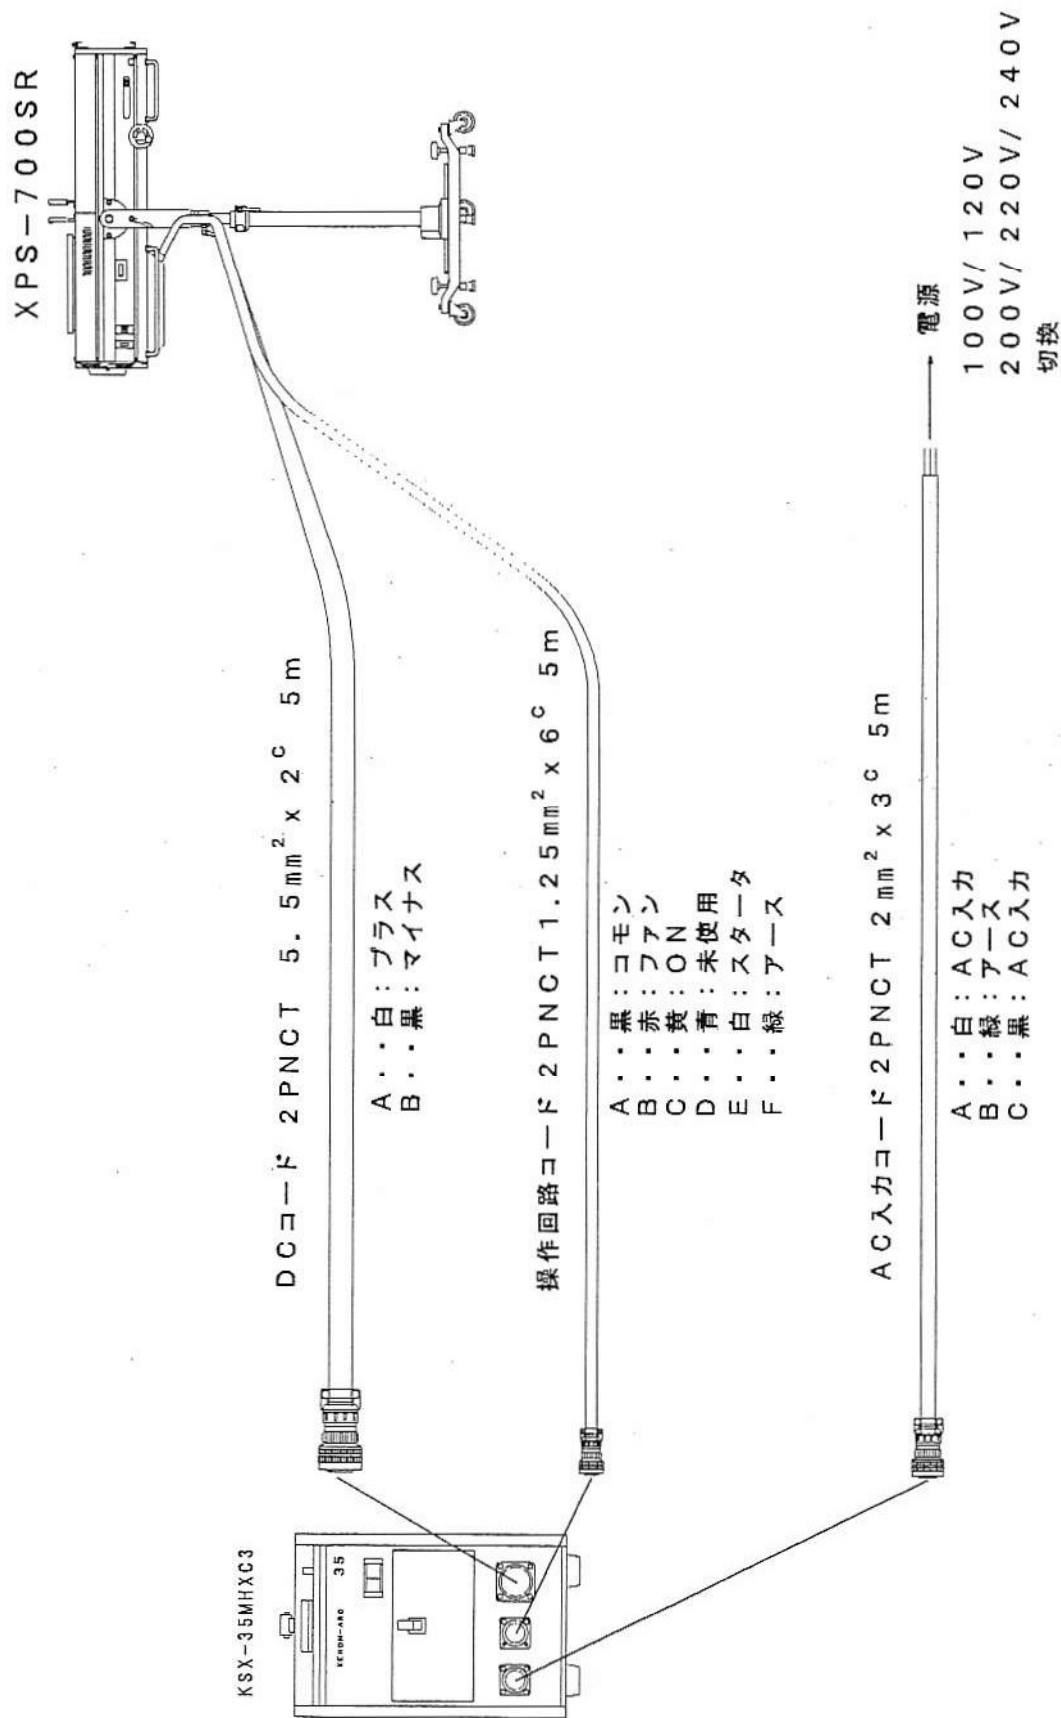 XPS-700SR
DCコード 2PNCT 5.5mm² x 2ᶜ 5m
A・・白:プラス
B・・黒:マイナス
操作回路コード 2PNCT 1.25mm² x 6ᶜ 5m
A・・黒:コモン
B・・赤:ファン
C・・黄:ON
D・・青:未使用
E・・白:スタータ
F・・緑:アース
AC入力コード 2PNCT 2mm² x 3ᶜ 5m
A・・白:AC入力
B・・緑:アース
C・・黒:AC入力
電源
100V/120V
200V/220V/240V
切換
KSX-35MHXC3
35